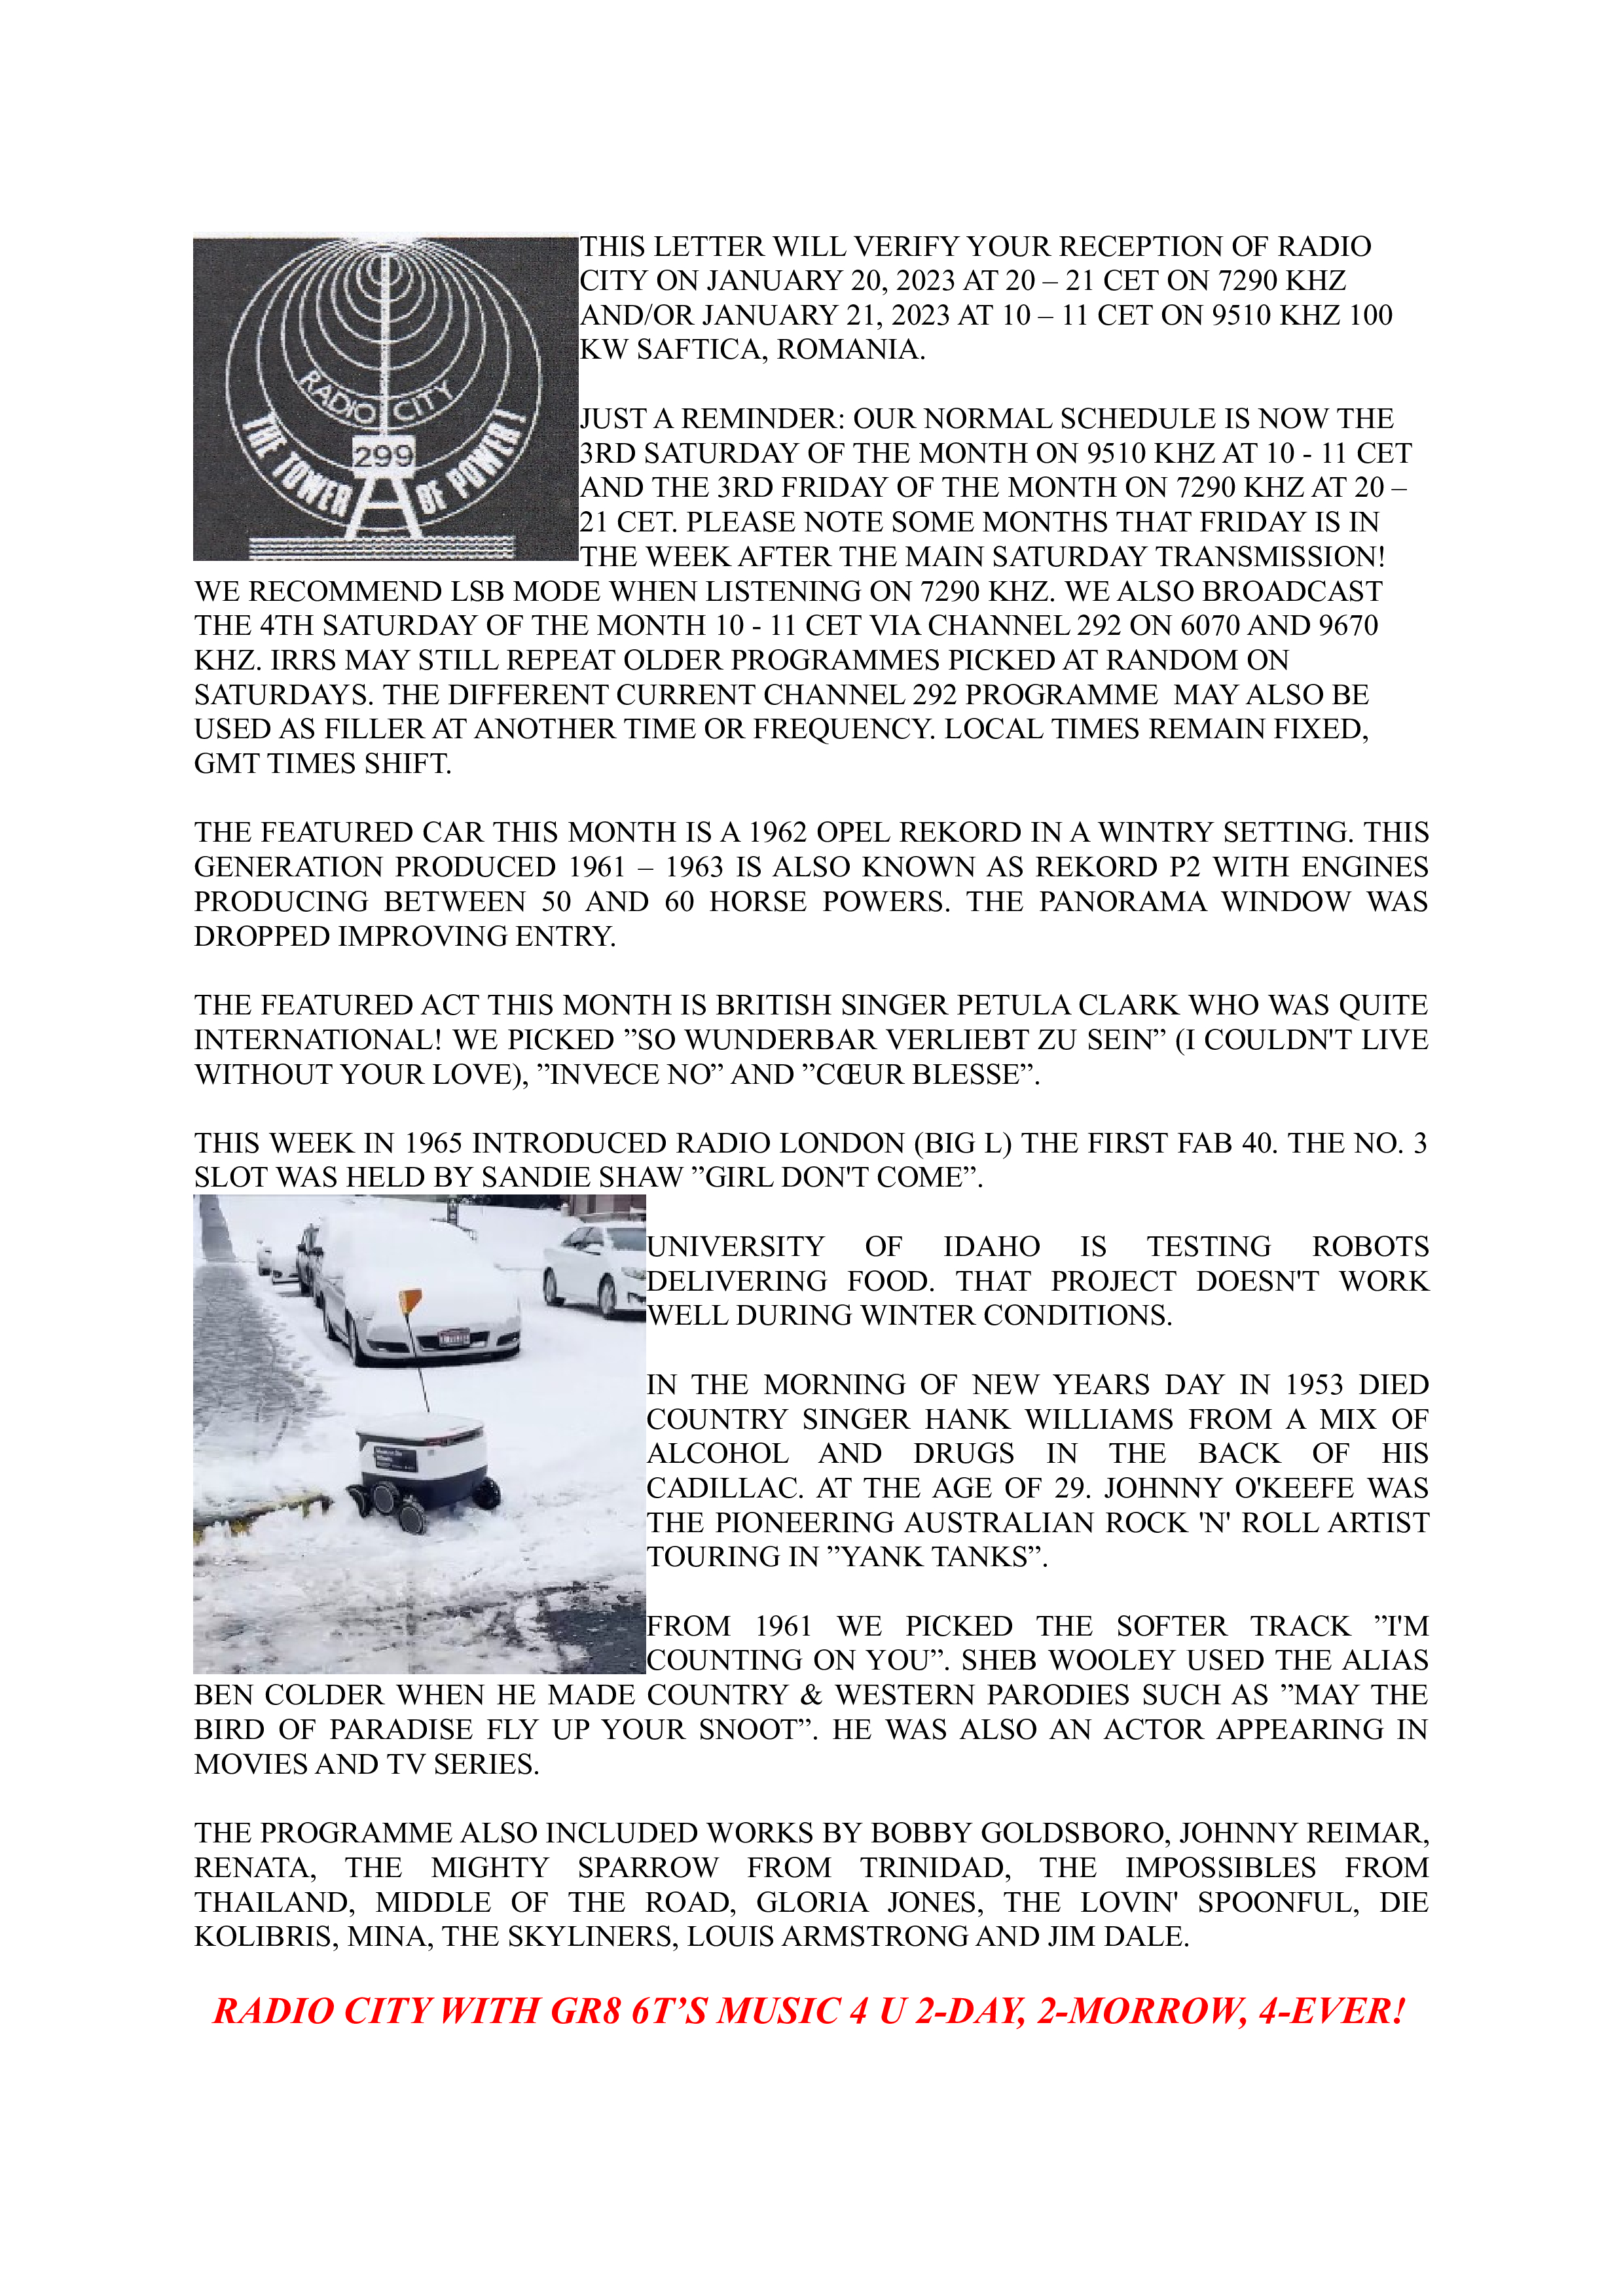 THIS LETTER WILL VERIFY YOUR RECEPTION OF RADIO
CITY ON JANUARY 20, 2023 AT 20 – 21 CET ON 7290 KHZ
AND/OR JANUARY 21, 2023 AT 10 – 11 CET ON 9510 KHZ 100
KW SAFTICA, ROMANIA.
RADIO CITY
299
THE TOWER OF POWER!
JUST A REMINDER: OUR NORMAL SCHEDULE IS NOW THE
3RD SATURDAY OF THE MONTH ON 9510 KHZ AT 10 - 11 CET
AND THE 3RD FRIDAY OF THE MONTH ON 7290 KHZ AT 20 –
21 CET. PLEASE NOTE SOME MONTHS THAT FRIDAY IS IN
THE WEEK AFTER THE MAIN SATURDAY TRANSMISSION!
WE RECOMMEND LSB MODE WHEN LISTENING ON 7290 KHZ. WE ALSO BROADCAST
THE 4TH SATURDAY OF THE MONTH 10 - 11 CET VIA CHANNEL 292 ON 6070 AND 9670
KHZ. IRRS MAY STILL REPEAT OLDER PROGRAMMES PICKED AT RANDOM ON
SATURDAYS. THE DIFFERENT CURRENT CHANNEL 292 PROGRAMME  MAY ALSO BE
USED AS FILLER AT ANOTHER TIME OR FREQUENCY. LOCAL TIMES REMAIN FIXED,
GMT TIMES SHIFT.
THE FEATURED CAR THIS MONTH IS A 1962 OPEL REKORD IN A WINTRY SETTING. THIS
GENERATION PRODUCED 1961 – 1963 IS ALSO KNOWN AS REKORD P2 WITH ENGINES
PRODUCING BETWEEN 50 AND 60 HORSE POWERS. THE PANORAMA WINDOW WAS
DROPPED IMPROVING ENTRY.
THE FEATURED ACT THIS MONTH IS BRITISH SINGER PETULA CLARK WHO WAS QUITE
INTERNATIONAL! WE PICKED ”SO WUNDERBAR VERLIEBT ZU SEIN” (I COULDN'T LIVE
WITHOUT YOUR LOVE), ”INVECE NO” AND ”CŒUR BLESSE”.
THIS WEEK IN 1965 INTRODUCED RADIO LONDON (BIG L) THE FIRST FAB 40. THE NO. 3
SLOT WAS HELD BY SANDIE SHAW ”GIRL DON'T COME”.
UNIVERSITY OF IDAHO IS TESTING ROBOTS
DELIVERING FOOD. THAT PROJECT DOESN'T WORK
WELL DURING WINTER CONDITIONS.
IN THE MORNING OF NEW YEARS DAY IN 1953 DIED
COUNTRY SINGER HANK WILLIAMS FROM A MIX OF
ALCOHOL AND DRUGS IN THE BACK OF HIS
CADILLAC. AT THE AGE OF 29. JOHNNY O'KEEFE WAS
THE PIONEERING AUSTRALIAN ROCK 'N' ROLL ARTIST
TOURING IN ”YANK TANKS”.
FROM 1961 WE PICKED THE SOFTER TRACK ”I'M
COUNTING ON YOU”. SHEB WOOLEY USED THE ALIAS
BEN COLDER WHEN HE MADE COUNTRY & WESTERN PARODIES SUCH AS ”MAY THE
BIRD OF PARADISE FLY UP YOUR SNOOT”. HE WAS ALSO AN ACTOR APPEARING IN
MOVIES AND TV SERIES.
THE PROGRAMME ALSO INCLUDED WORKS BY BOBBY GOLDSBORO, JOHNNY REIMAR,
RENATA, THE MIGHTY SPARROW FROM TRINIDAD, THE IMPOSSIBLES FROM
THAILAND, MIDDLE OF THE ROAD, GLORIA JONES, THE LOVIN' SPOONFUL, DIE
KOLIBRIS, MINA, THE SKYLINERS, LOUIS ARMSTRONG AND JIM DALE.
RADIO CITY WITH GR8 6T’S MUSIC 4 U 2-DAY, 2-MORROW, 4-EVER!